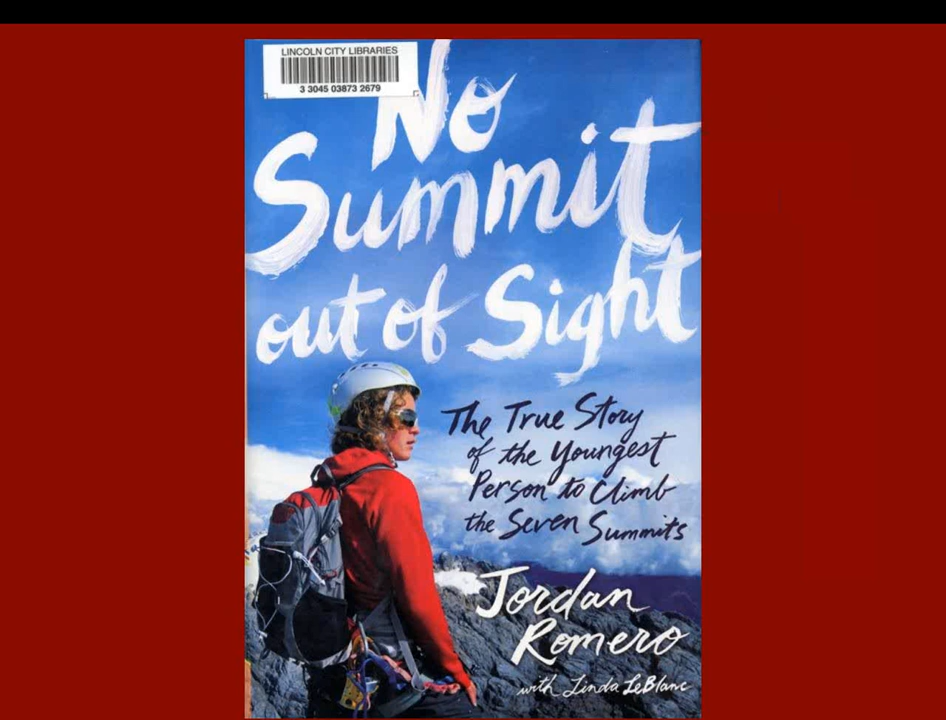 LINCOLN CITY LIBRARIES
3 3045 03873 2679
No
Summit
out of Sight
The True Story
of the Youngest
Person to Climb
the Seven Summits
Jordan
Romero
with Linda LeBlanc